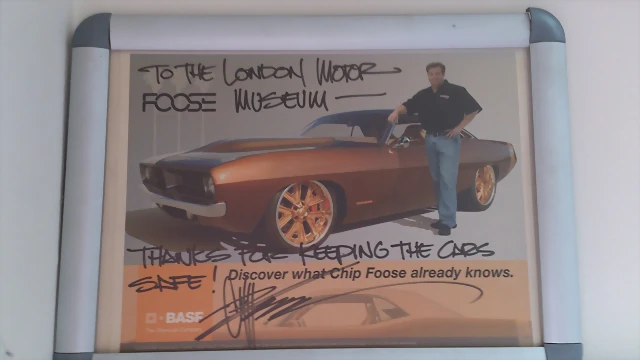 TO THE LONDON MOTOR
FOOSE MUSEUM —
THANKS FOR KEEPING THE CARS
SAFE! Discover what Chip Foose already knows.
BASF
The Chemical Company